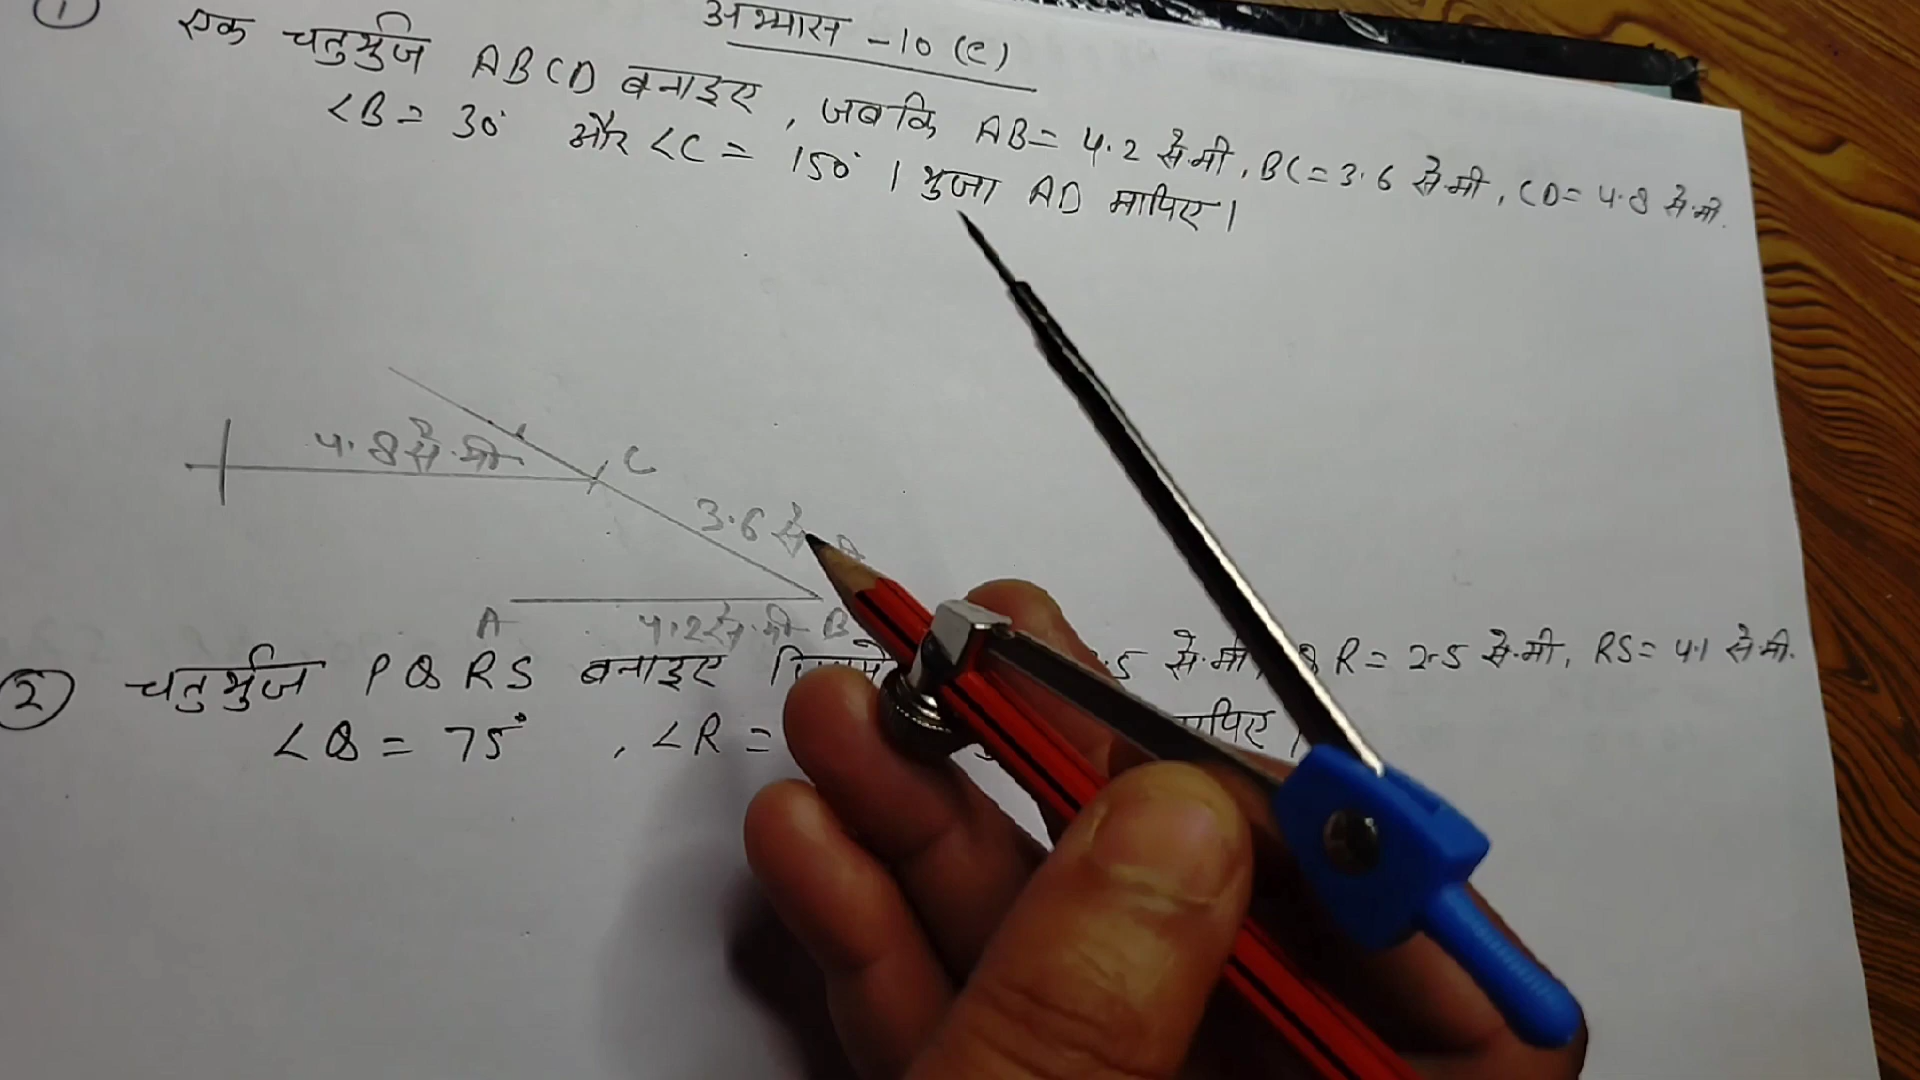 अभ्यास - 10 (e)
① एक चतुर्भुज ABCD बनाइए, जबकि AB = 4.2 से.मी, BC = 3.6 से.मी, CD = 4.8 से.मी.
∠B = 30° और ∠C = 150° । भुजा AD मापिए।
4.8 से.मी
C
3.6 से
A 4.2 से.मी B
② चतुर्भुज PQRS बनाइए .5 से.मी, QR = 2.5 से.मी, RS = 4.1 से.मी.
∠Q = 75°, ∠R = मापिए।